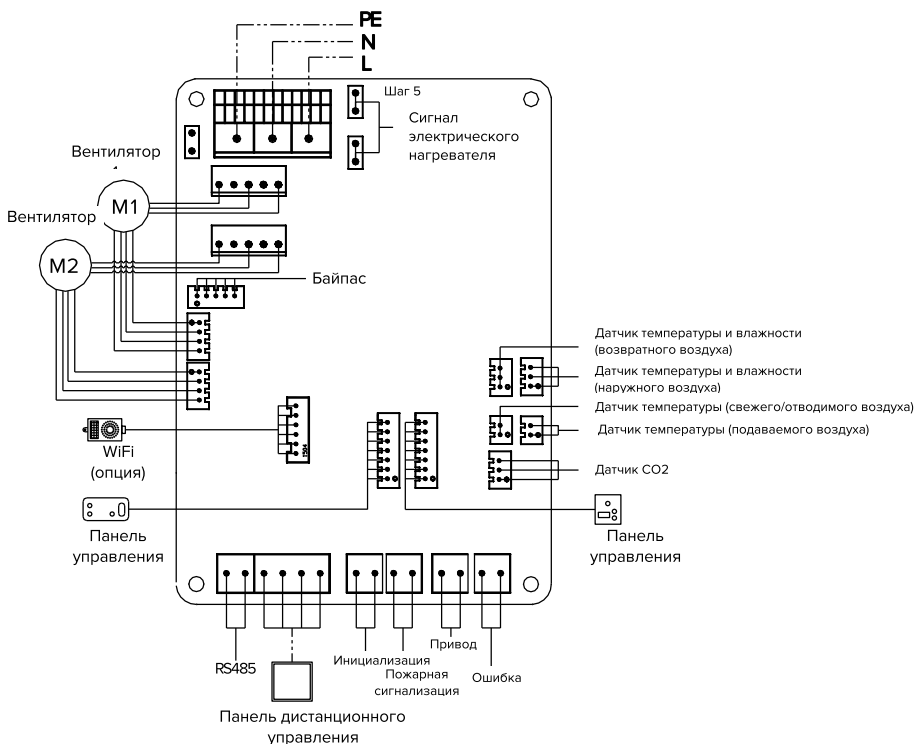 PE
N
L
Шаг 5
Сигнал
электрического
нагревателя
Вентилятор
M1
Вентилятор
M2
Байпас
Датчик температуры и влажности
(возвратного воздуха)
Датчик температуры и влажности
(наружного воздуха)
Датчик температуры (свежего/отводимого воздуха)
Датчик температуры (подаваемого воздуха)
WiFi
(опция)
Датчик CO2
Панель
управления
Панель
управления
RS485
Инициализация
Пожарная
сигнализация
Привод
Ошибка
Панель дистанционного
управления